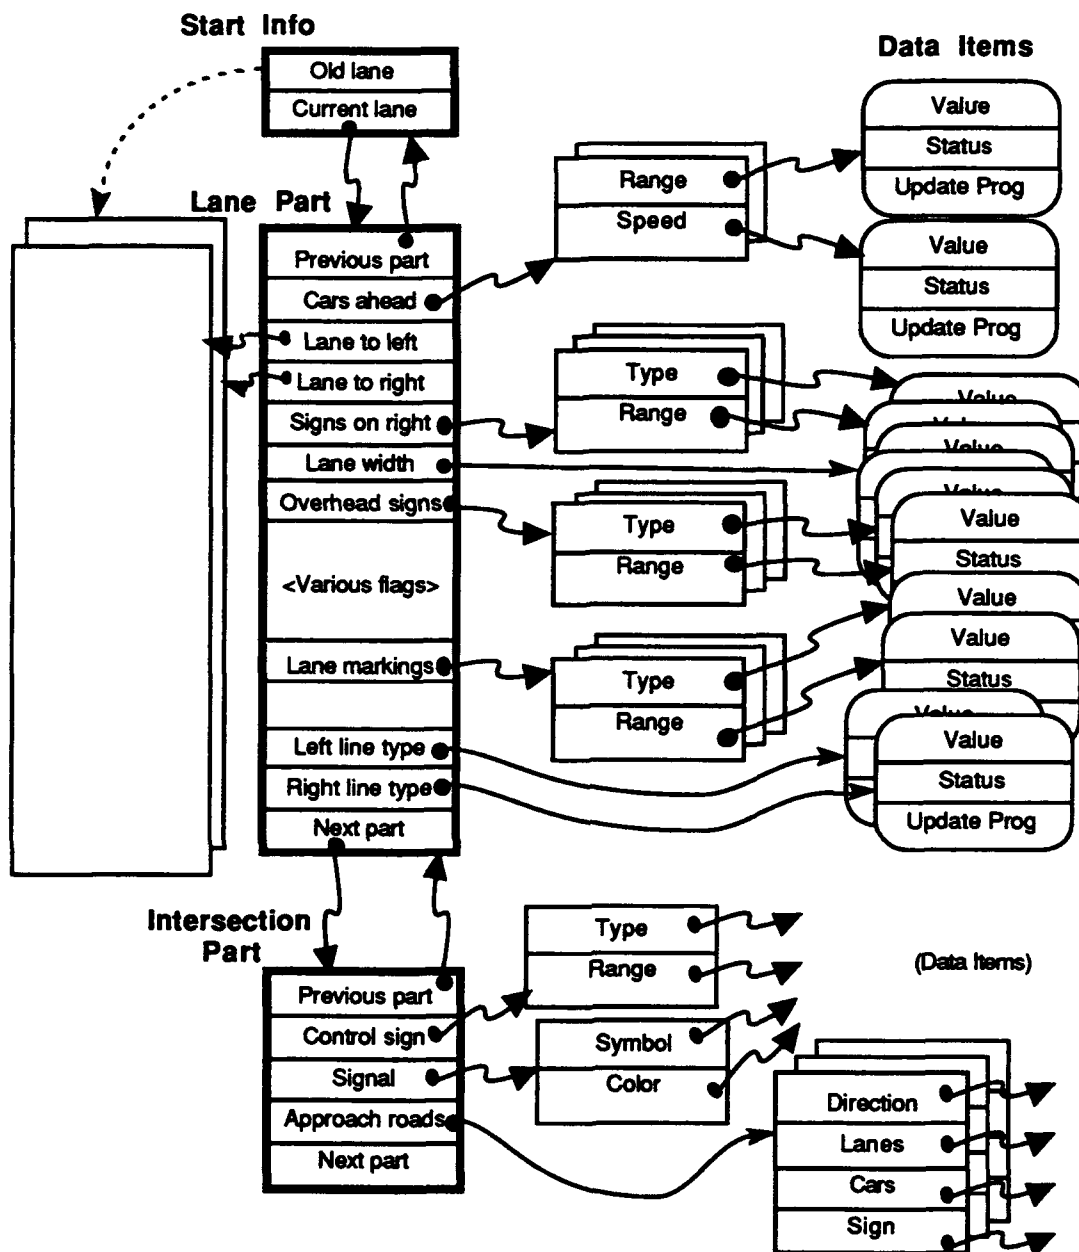 Start Info
Old lane
Current lane
Data Items
Value
Status
Update Prog
Value
Status
Update Prog
Range
Speed
Lane Part
Previous part
Cars ahead
Lane to left
Lane to right
Signs on right
Lane width
Overhead signs
<Various flags>
Lane markings
Left line type
Right line type
Next part
Type
Range
Type
Range
Type
Range
Value
Value
Value
Value
Status
Value
Value
Status
Value
Value
Status
Update Prog
Intersection
Part
Previous part
Control sign
Signal
Approach roads
Next part
Type
Range
(Data Items)
Symbol
Color
Direction
Lanes
Cars
Sign